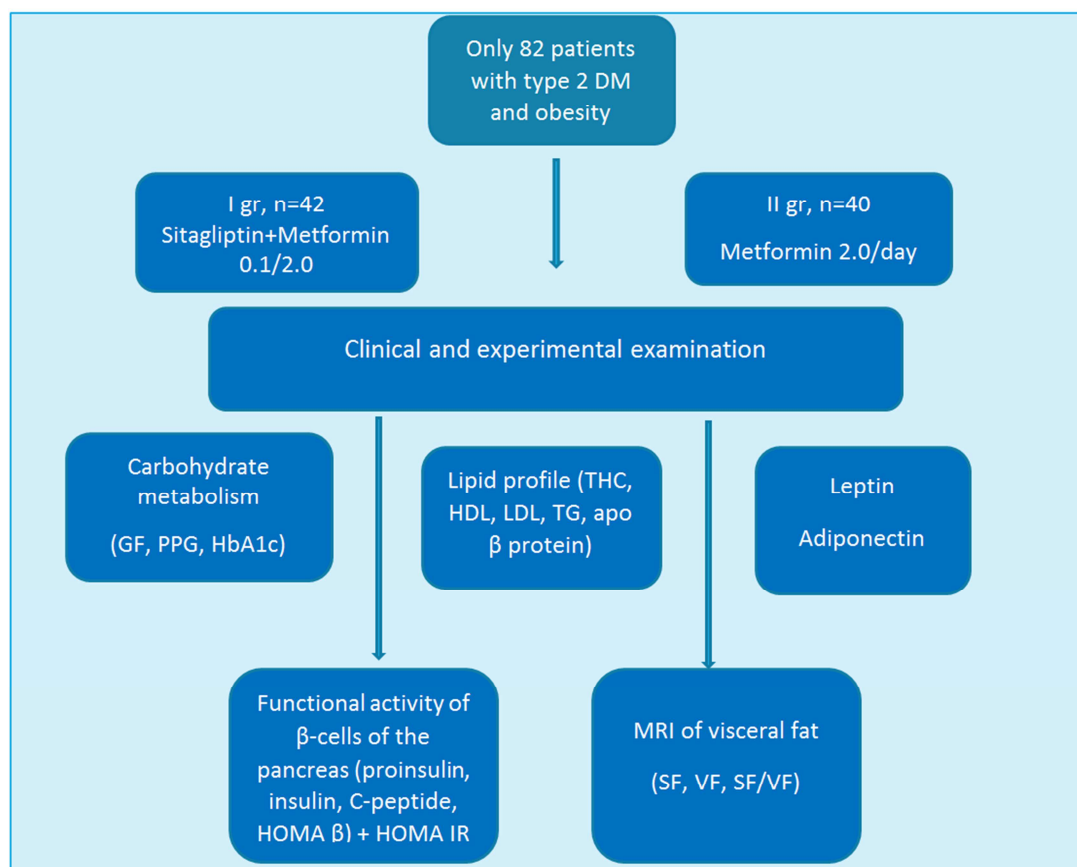 Only 82 patients
with type 2 DM
and obesity
I gr, n=42
Sitagliptin+Metformin
0.1/2.0
II gr, n=40
Metformin 2.0/day
Clinical and experimental examination
Carbohydrate
metabolism
(GF, PPG, HbA1c)
Lipid profile (THC,
HDL, LDL, TG, apo
β protein)
Leptin
Adiponectin
Functional activity of
β-cells of the
pancreas (proinsulin,
insulin, C-peptide,
HOMA β) + HOMA IR
MRI of visceral fat
(SF, VF, SF/VF)